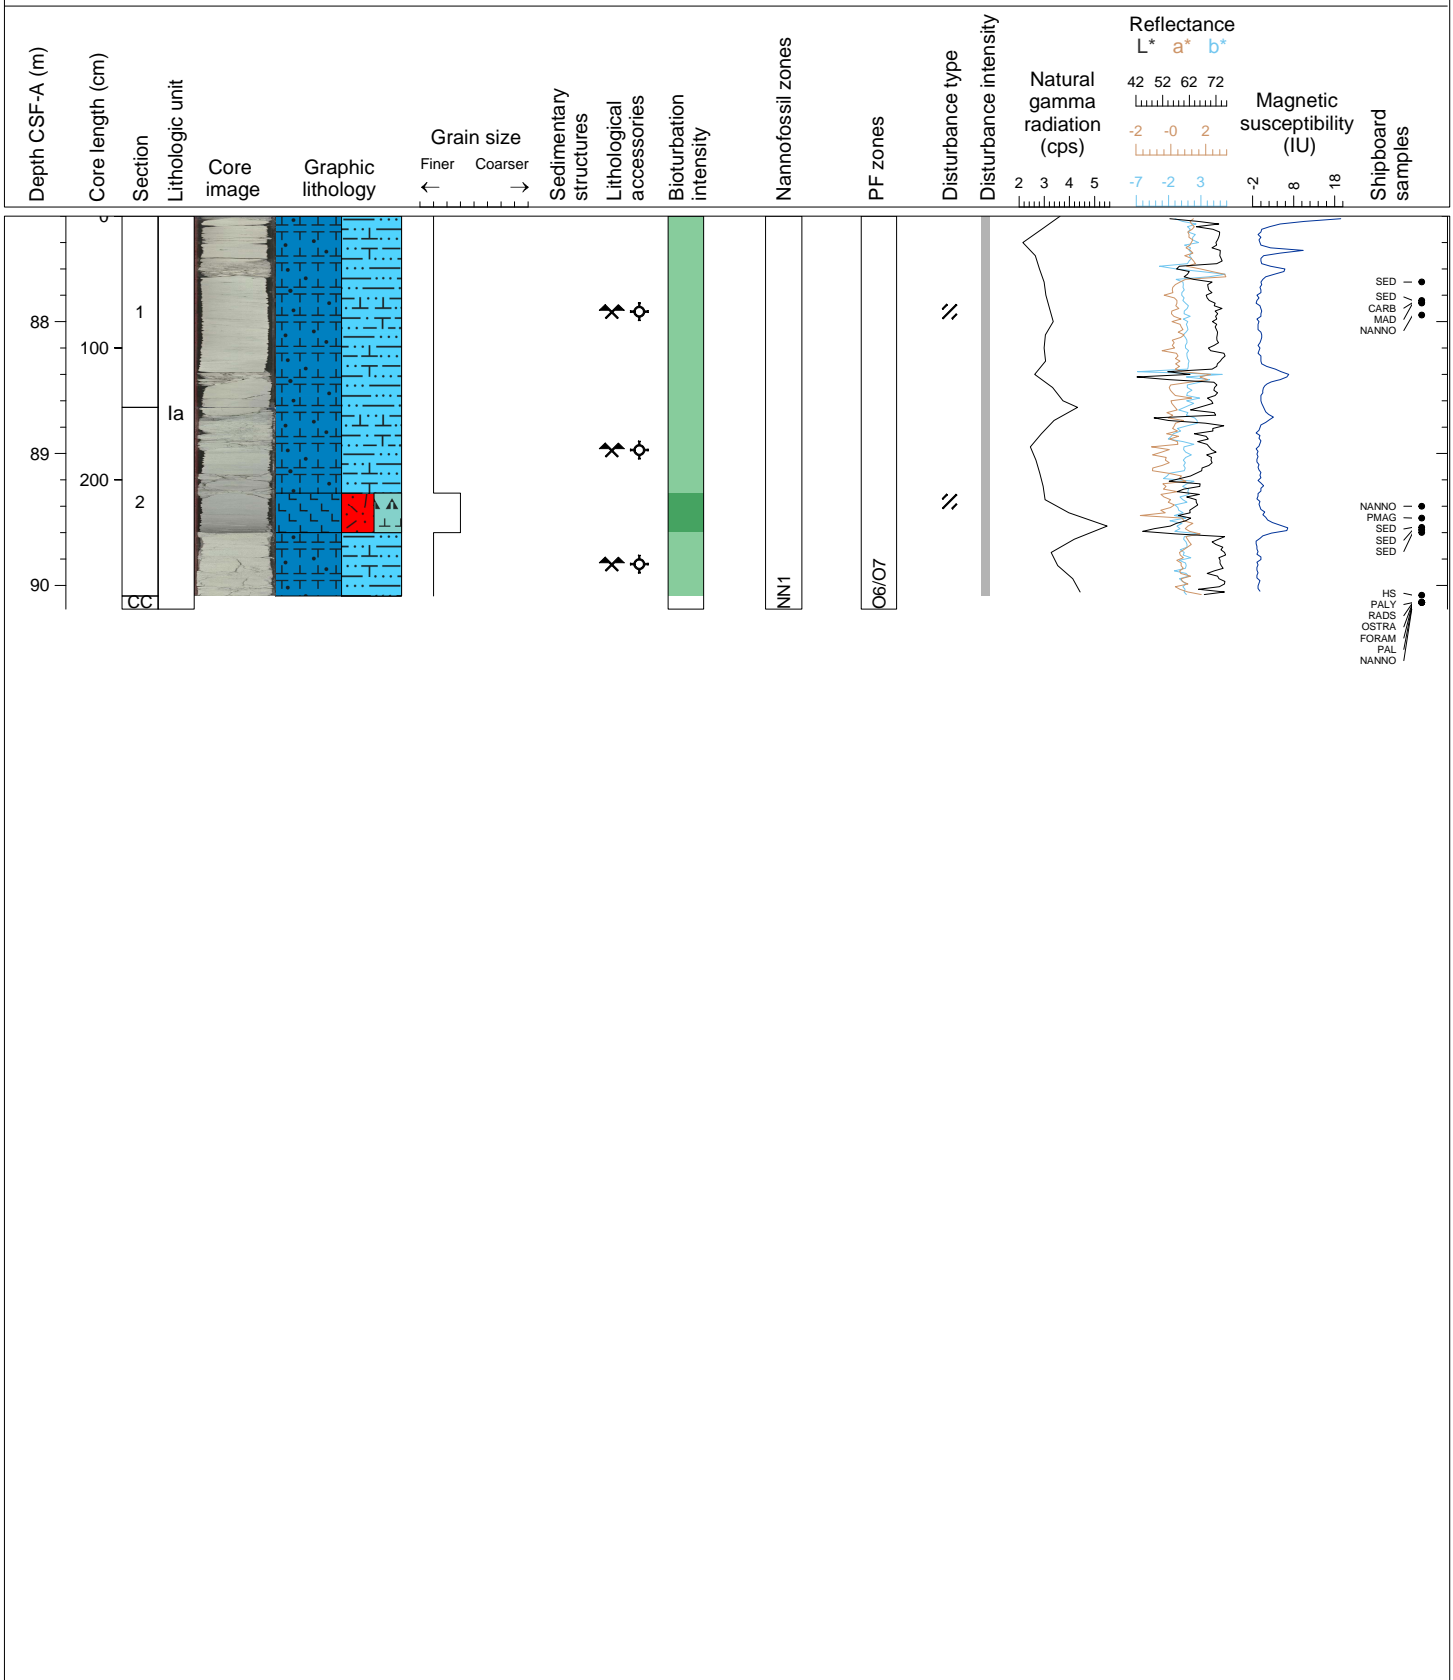 Depth CSF-A (m)
Core length (cm)
Section
Lithologic unit
Core
image
Graphic
lithology
Grain size
Finer
Coarser
Sedimentary
structures
Lithological
accessories
Bioturbation
intensity
Nannofossil zones
PF zones
Disturbance type
Disturbance intensity
Natural
gamma
radiation
(cps)
2 3 4 5
Reflectance
L* a* b*
42 52 62 72
-2 -0 2
-7 -2 3
Magnetic
susceptibility
(IU)
-2 8 18
Shipboard
samples
0
SED
SED
88
1
CARB
MAD
NANNO
100
Ia
89
200
2
NANNO
PMAG
SED
SED
SED
90
CC
NN1
O6/O7
HS
PALY
RADS
OSTRA
FORAM
PAL
NANNO